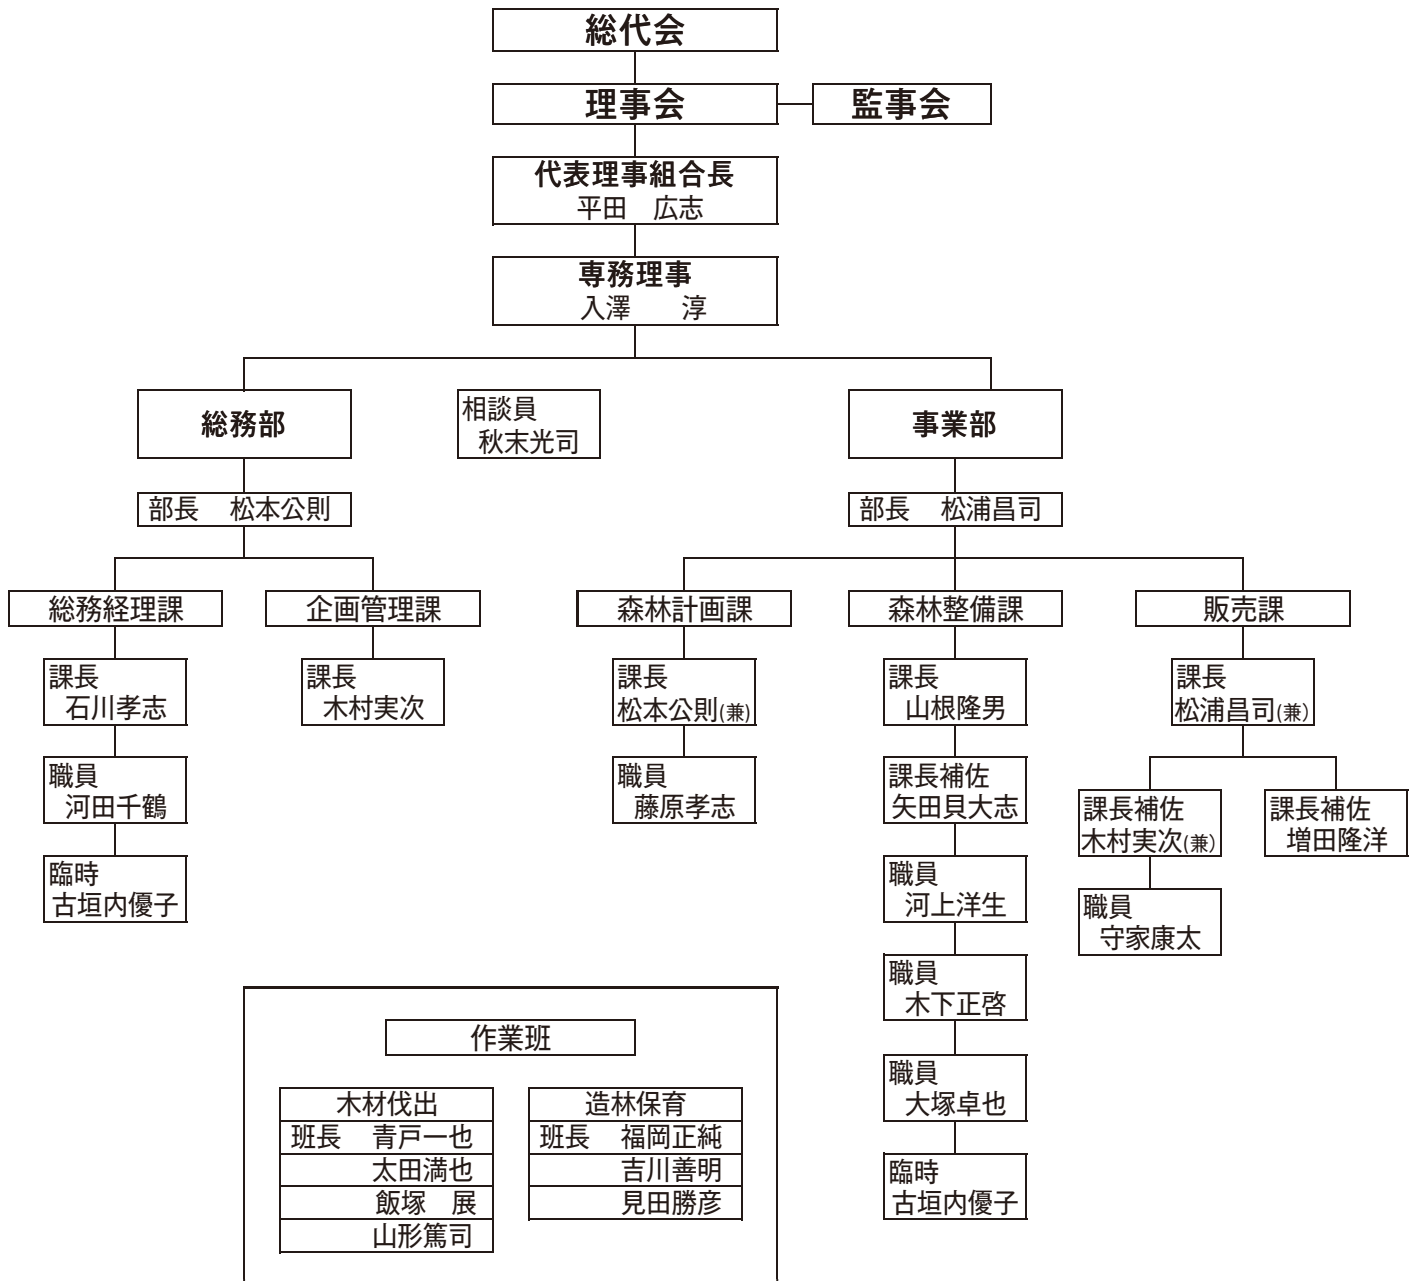 総代会
理事会
監事会
代表理事組合長
平田　広志
専務理事
入澤　　淳
総務部
相談員
秋末光司
事業部
部長　松本公則
部長　松浦昌司
総務経理課
企画管理課
森林計画課
森林整備課
販売課
課長
石川孝志
課長
木村実次
課長
松本公則(兼)
課長
山根隆男
課長
松浦昌司(兼)
職員
河田千鶴
職員
藤原孝志
課長補佐
矢田貝大志
課長補佐
木村実次(兼)
課長補佐
増田隆洋
臨時
古垣内優子
職員
河上洋生
職員
守家康太
職員
木下正啓
職員
大塚卓也
臨時
古垣内優子
作業班
木材伐出
班長　青戸一也
太田満也
飯塚　展
山形篤司
造林保育
班長　福岡正純
吉川善明
見田勝彦